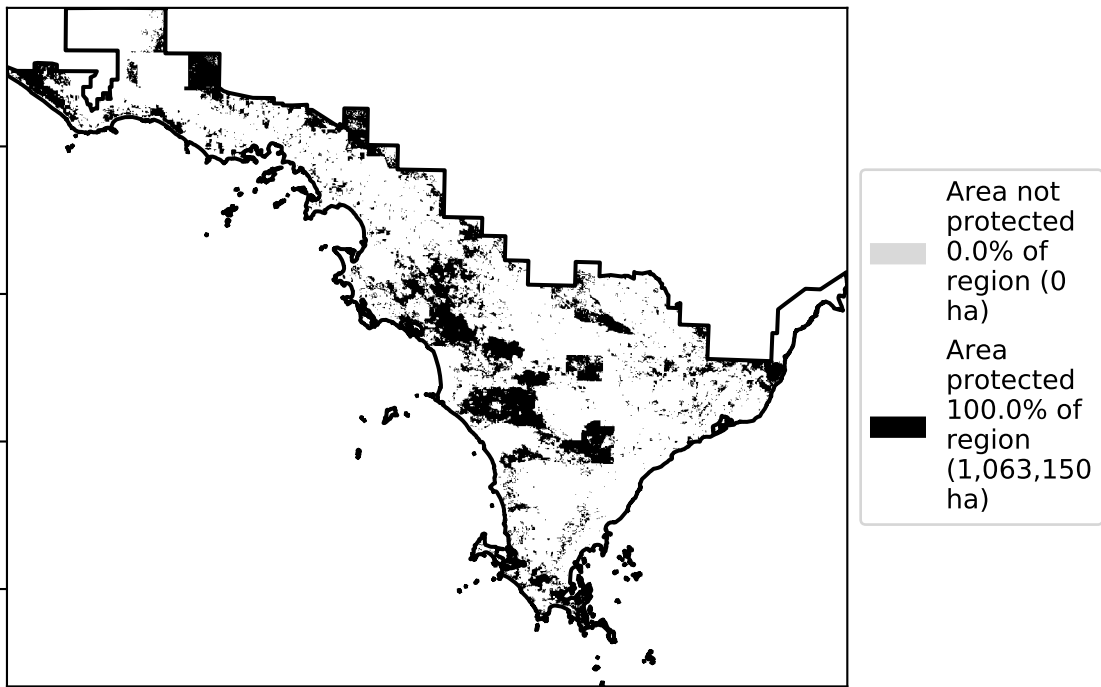 Area not
protected
0.0% of
region (0
ha)
Area
protected
100.0% of
region
(1,063,150
ha)